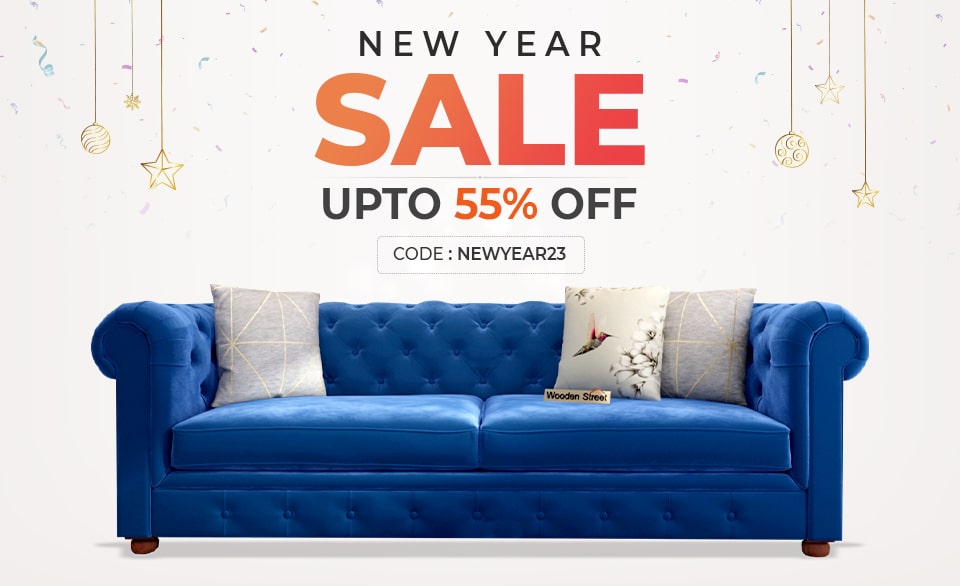 NEW YEAR
SALE
UPTO 55% OFF
CODE : NEWYEAR23
Wooden Street